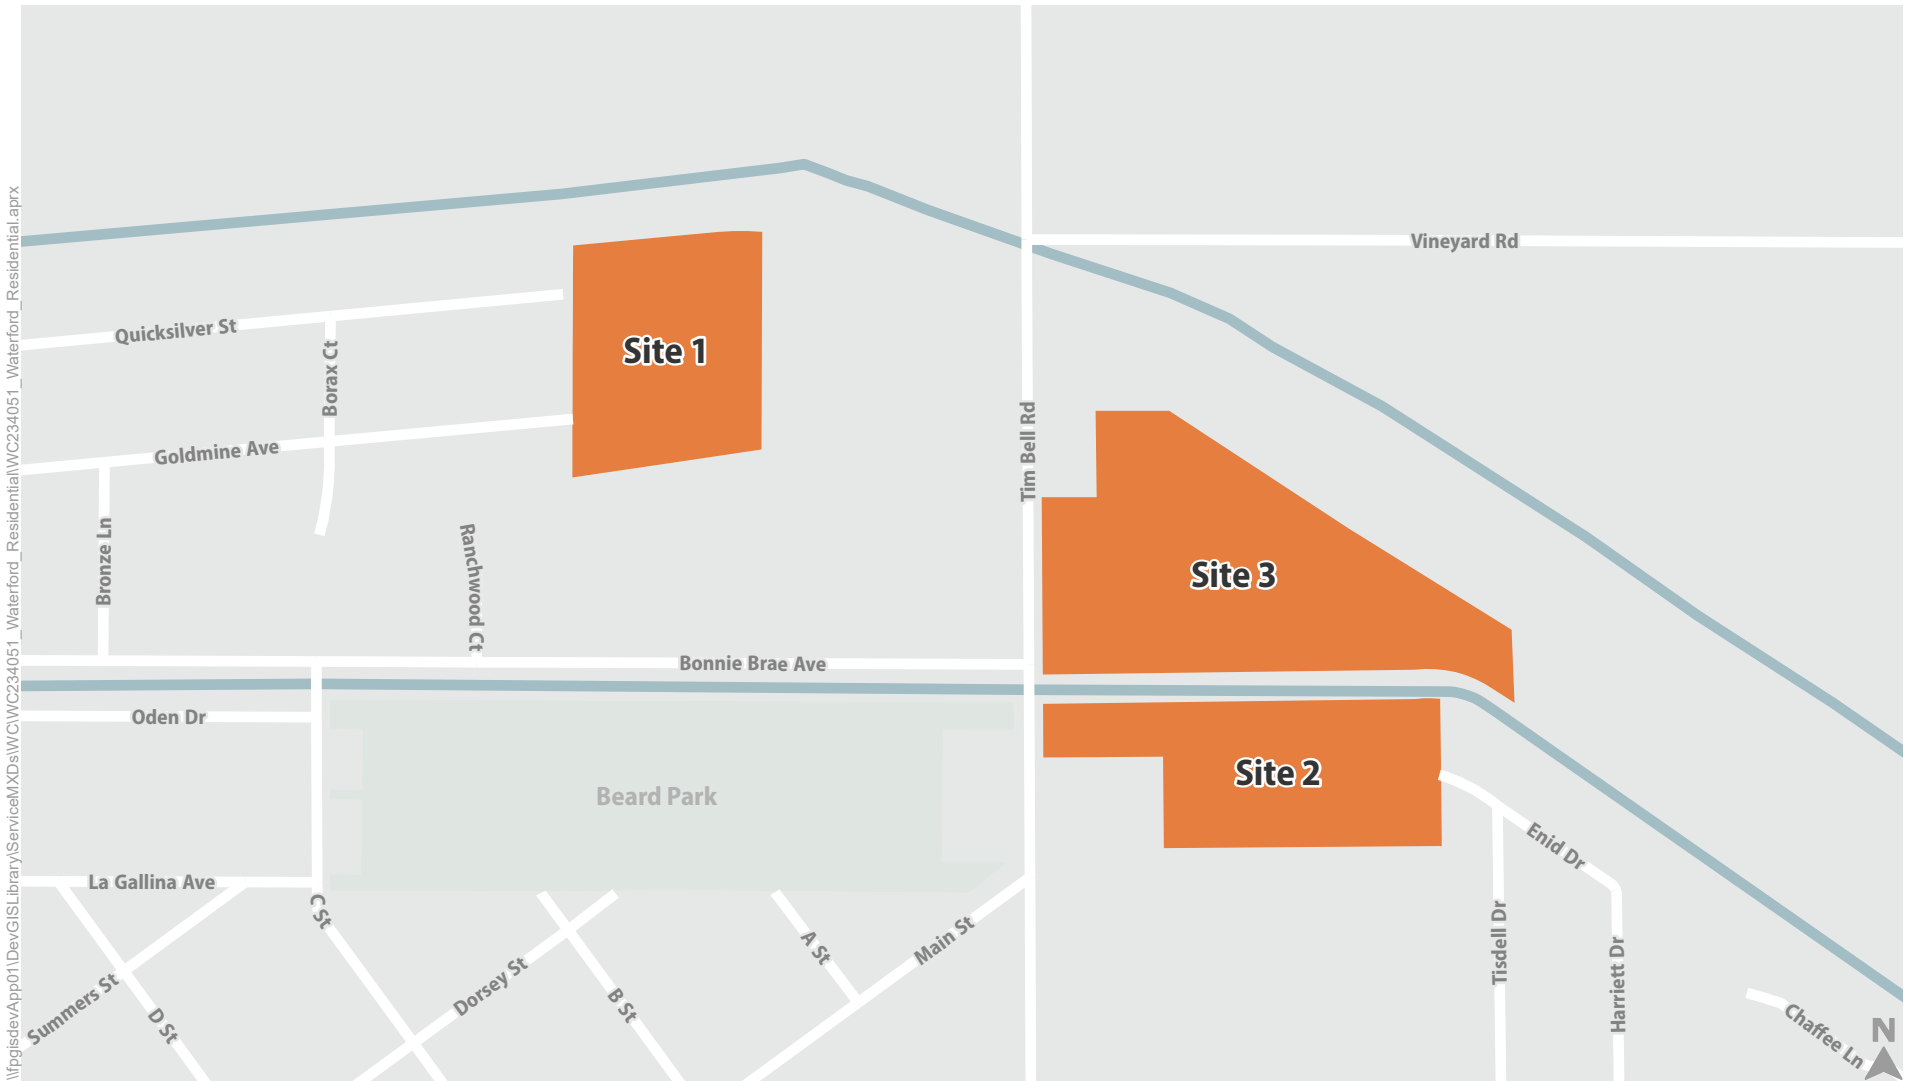 Vineyard Rd
Quicksilver St
Borax Ct
Site 1
Goldmine Ave
Tim Bell Rd
Bronze Ln
Ranchwood Ct
Site 3
Bonnie Brae Ave
Oden Dr
Site 2
Beard Park
Enid Dr
La Gallina Ave
C St
A St
Main St
Tisdell Dr
Harriett Dr
Dorsey St
B St
Summers St
D St
Chaffee Ln
N
\\fpgisdevApp01\DevGISLibrary\ServiceMXDs\WC\WC234051_Waterford_Residential\WC234051_Waterford_Residential.aprx